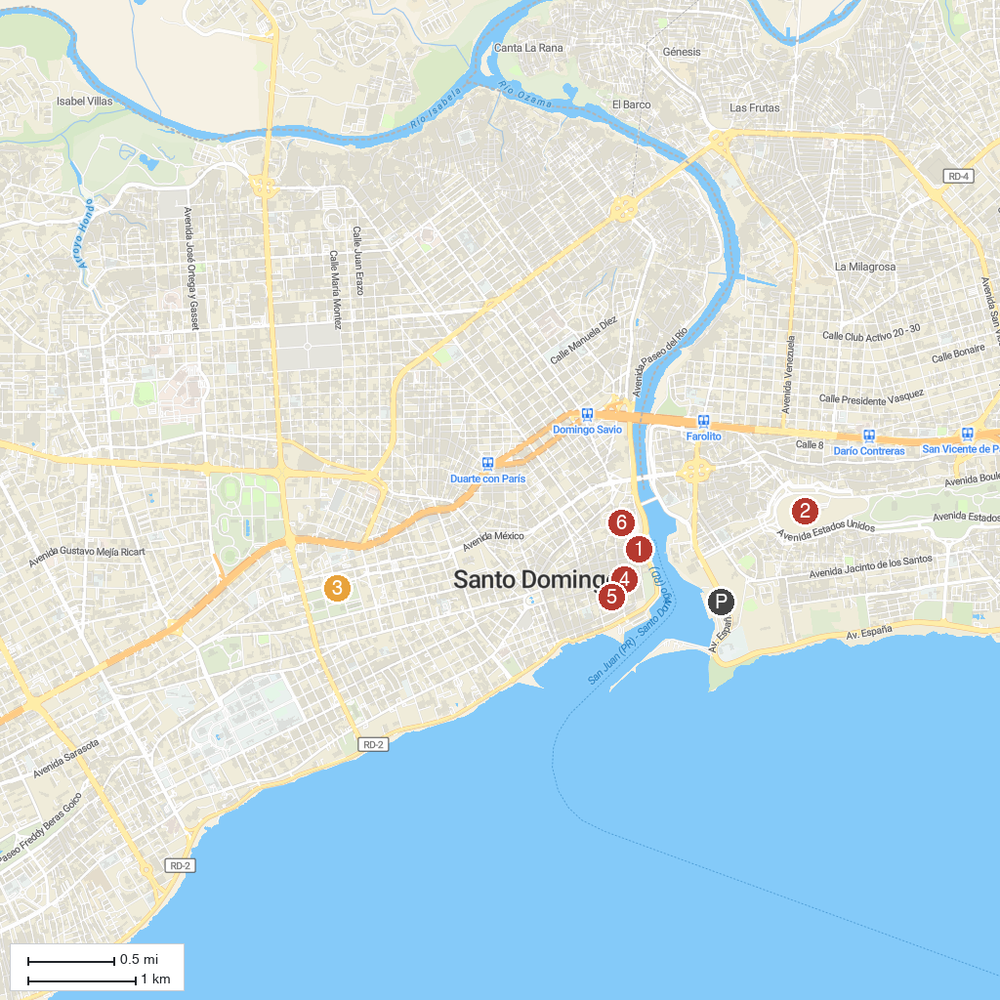 Canta La Rana
Génesis
Isabel Villas
Río Isabela
Río Ozama
El Barco
Las Frutas
RD-4
Arroyo Hondo
Avenida José Ortega y Gasset
Calle María Montez
Calle Juan Erazo
La Milagrosa
Calle Manuela Diez
Avenida Paseo del Río
Avenida Venezuela
Calle Club Activo 20 - 30
Calle Bonaire
Calle Presidente Vasquez
Domingo Savio
Farolito
Calle 8
Darío Contreras
San Vicente de Pa
Duarte con París
Avenida Boule
Avenida Estados
Avenida Estados Unidos
Avenida México
Avenida Gustavo Mejía Ricart
Avenida Jacinto de los Santos
Santo Doming
1
2
3
4
5
6
P
Av. España
Av. Españ
San Juan (PR) - Santo Domingo (RD)
RD-2
Avenida Sarasota
Paseo Freddy Beras Goico
RD-2
0.5 mi
1 km